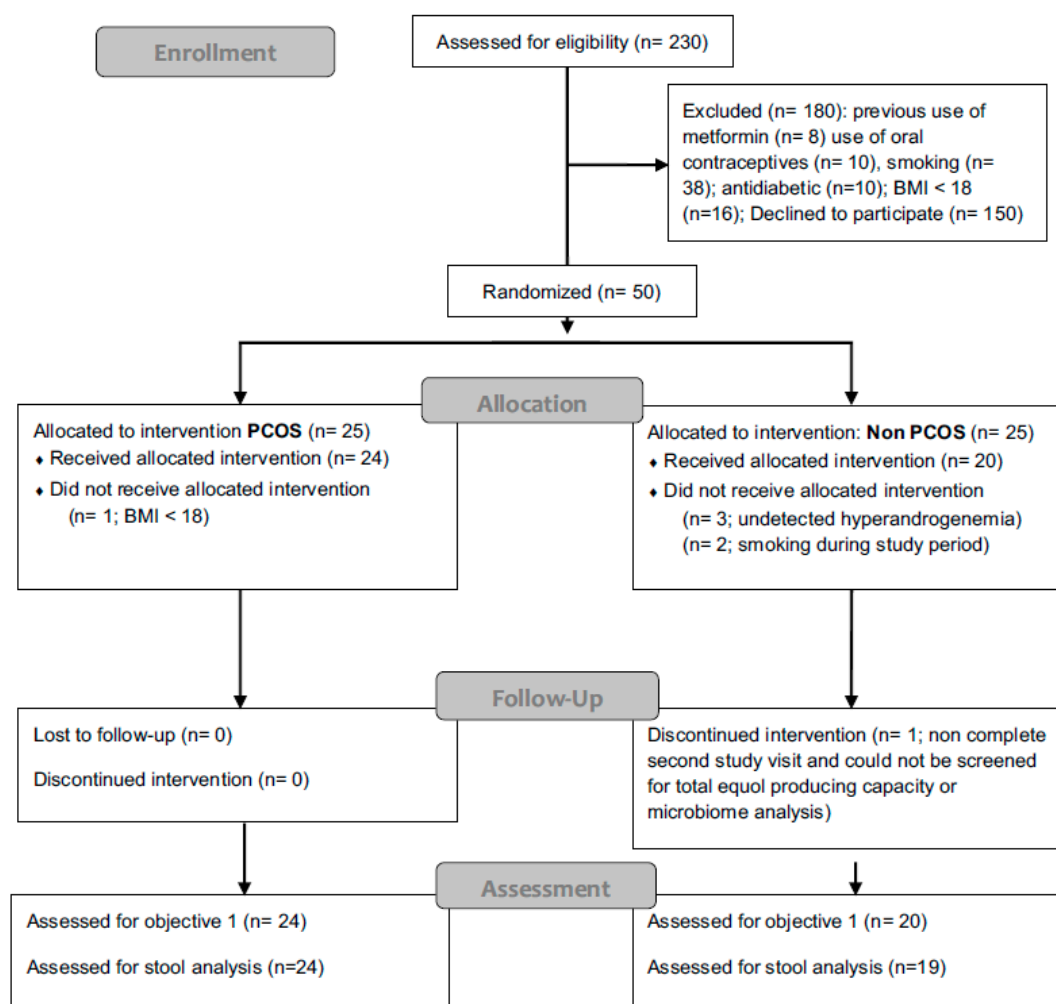 Enrollment
Assessed for eligibility (n= 230)
Excluded (n= 180): previous use of
metformin (n= 8) use of oral
contraceptives (n= 10), smoking (n=
38); antidiabetic (n=10); BMI < 18
(n=16); Declined to participate (n= 150)
Randomized (n= 50)
Allocation
Allocated to intervention PCOS (n= 25)
♦ Received allocated intervention (n= 24)
♦ Did not receive allocated intervention
(n= 1; BMI < 18)
Allocated to intervention: Non PCOS (n= 25)
♦ Received allocated intervention (n= 20)
♦ Did not receive allocated intervention
(n= 3; undetected hyperandrogenemia)
(n= 2; smoking during study period)
Follow-Up
Lost to follow-up (n= 0)
Discontinued intervention (n= 0)
Discontinued intervention (n= 1; non complete
second study visit and could not be screened
for total equol producing capacity or
microbiome analysis)
Assessment
Assessed for objective 1 (n= 24)
Assessed for stool analysis (n=24)
Assessed for objective 1 (n= 20)
Assessed for stool analysis (n=19)